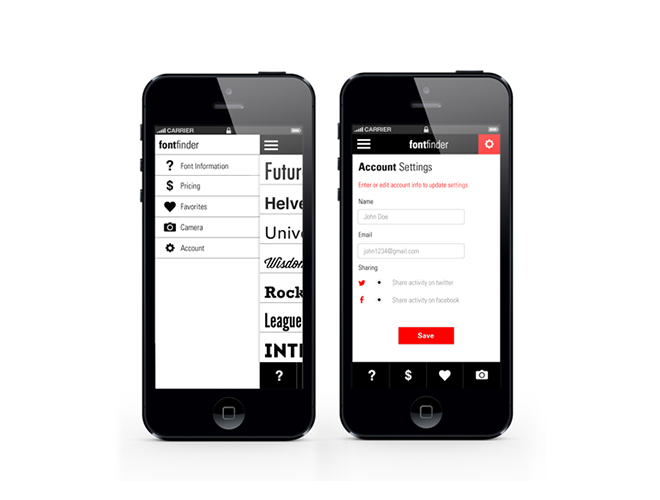 CARRIER
fontfinder
? Font Information
$ Pricing
Favorites
Camera
Account
Futur
Helve
Unive
Wisdom
Rock
League
INT
?
CARRIER
fontfinder
Account Settings
Enter or edit account info to update settings.
Name
John Doe
Email
john1234@gmail.com
Sharing
Share activity on twitter
f Share activity on facebook
Save
? $